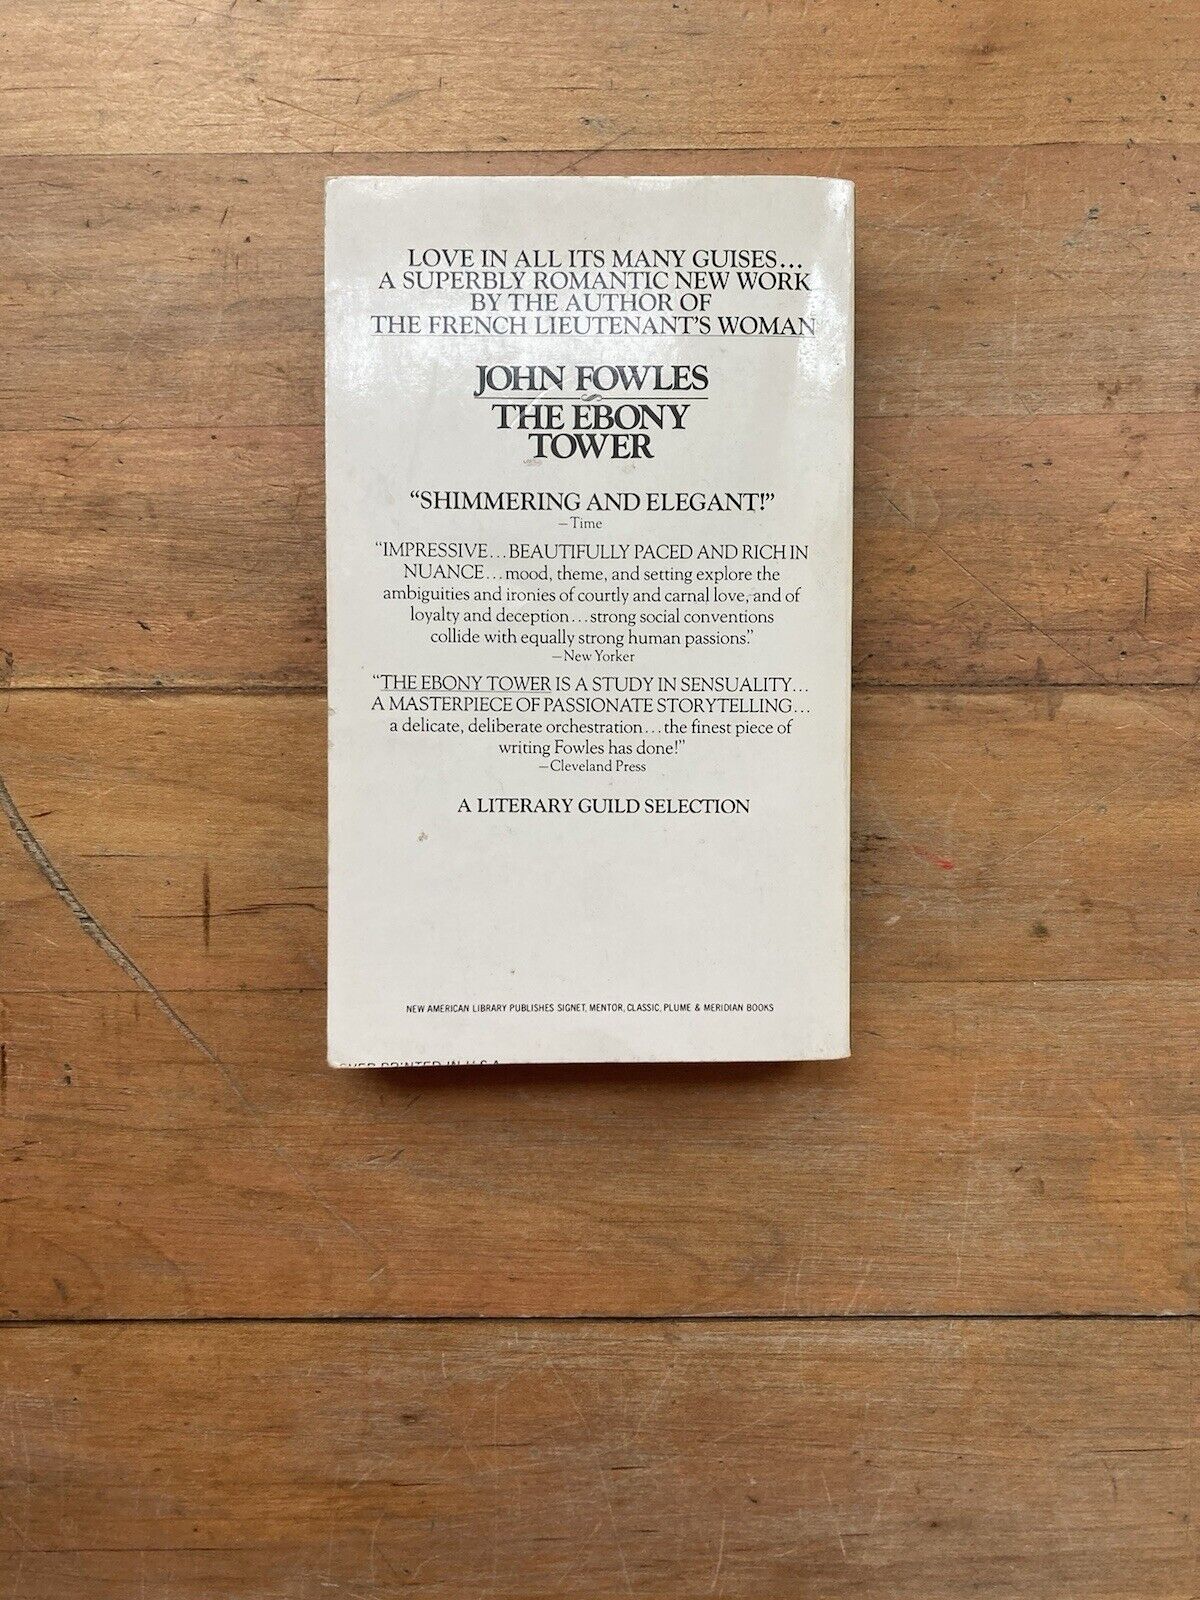 LOVE IN ALL ITS MANY GUISES...
A SUPERBLY ROMANTIC NEW WORK
BY THE AUTHOR OF
THE FRENCH LIEUTENANT'S WOMAN
JOHN FOWLES
THE EBONY
TOWER
“SHIMMERING AND ELEGANT!”
—Time
“IMPRESSIVE...BEAUTIFULLY PACED AND RICH IN
NUANCE...mood, theme, and setting explore the
ambiguities and ironies of courtly and carnal love, and of
loyalty and deception...strong social conventions
collide with equally strong human passions.”
—New Yorker
“THE EBONY TOWER IS A STUDY IN SENSUALITY...
A MASTERPIECE OF PASSIONATE STORYTELLING...
a delicate, deliberate orchestration...the finest piece of
writing Fowles has done!”
—Cleveland Press
A LITERARY GUILD SELECTION
NEW AMERICAN LIBRARY PUBLISHES SIGNET, MENTOR, CLASSIC, PLUME & MERIDIAN BOOKS
PRINTED IN U.S.A.